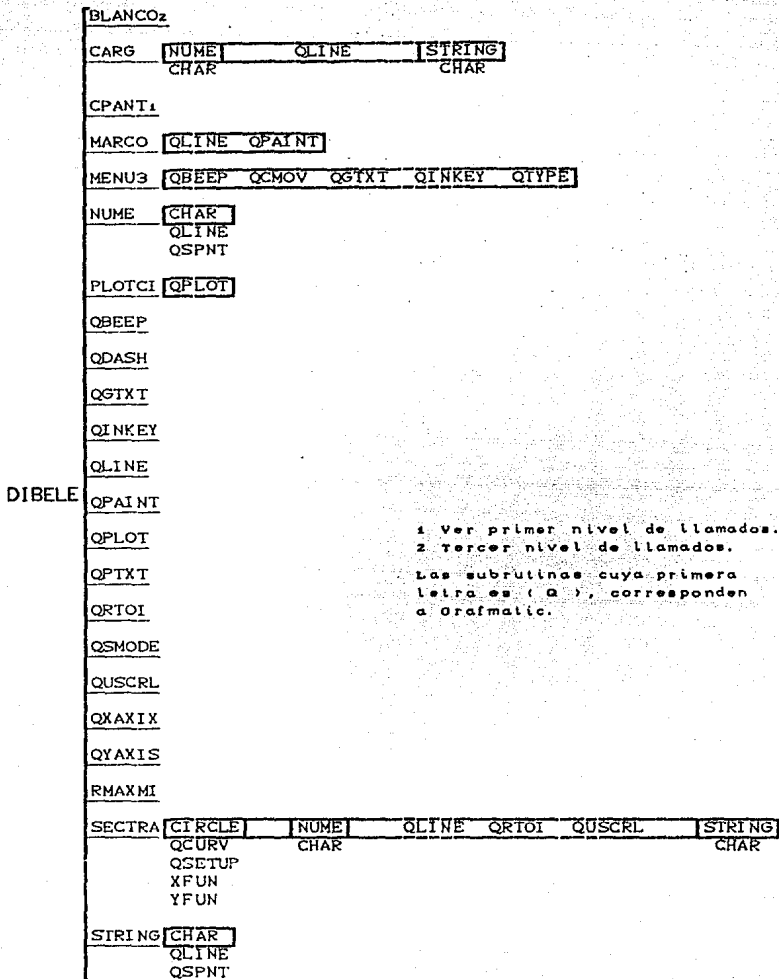 BLANCO2
CARG NUME QLINE STRING
CHAR CHAR
CPANT1
MARCO QLINE QPAINT
MENU3 QBEEP QCMOV QGTXT QINKEY QTYPE
NUME CHAR
QLINE
QSPNT
PLOTCI QPLOT
QBEEP
QDASH
QGTXT
QINKEY
QLINE
DIBELE
QPAINT
QPLOT
QPTXT
QRTOI
QSMODE
QUSCRL
QXAXIX
QYAXIS
RMAXMI
SECTRA CIRCLE NUME QLINE QRTOI QUSCRL STRING
QCURV CHAR CHAR
QSETUP
XFUN
YFUN
STRING CHAR
QLINE
QSPNT
1 Ver primer nivel de llamados.
2 Tercer nivel de llamados.
Las subrutinas cuya primera
letra es ( Q ), corresponden
a Grafmatic.